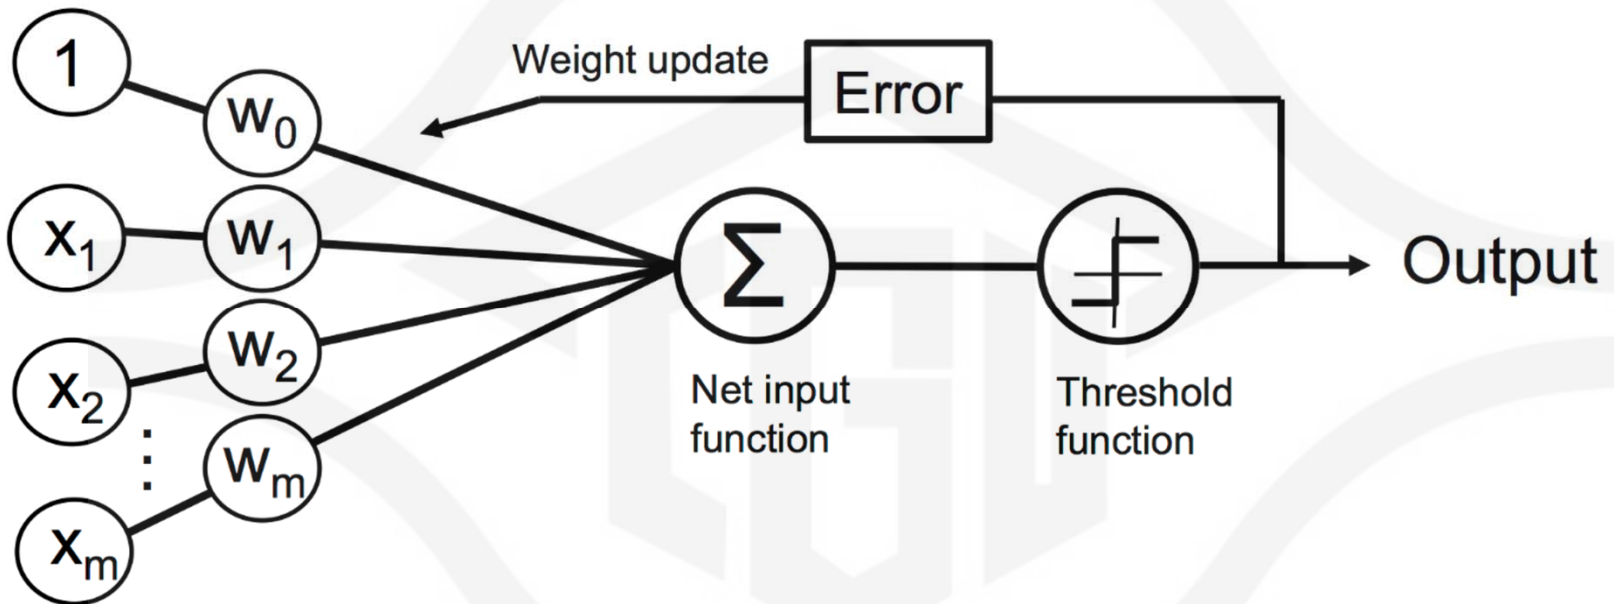 1
w₀
Weight update
Error
x₁
w₁
Σ
Output
x₂
w₂
Net input
function
Threshold
function
⋮
wₘ
xₘ